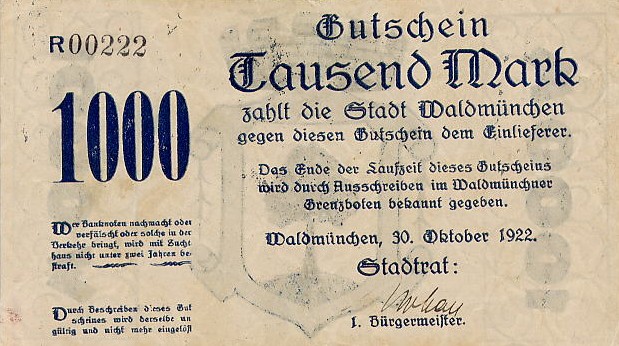 R00222
Gutschein
Tausend Mark
1000
zahlt die Stadt Waldmünchen
gegen diesen Gutschein dem Einlieferer.
Das Ende der Laufzeit dieses Gutscheins
wird durch Ausschreiben im Waldmünchner
Grenzboten bekannt gegeben.
Waldmünchen, 30. Oktober 1922.
Stadtrat:
I. Bürgermeister.
Wer Banknoten nachmacht oder
verfälscht oder solche in der
Verkehr bringt, wird mit Zucht
haus nicht unter zwei Jahren be-
straft.
Durch Beschreiben dieses Gut
scheines wird derselbe un
gültig und nicht mehr eingelöst